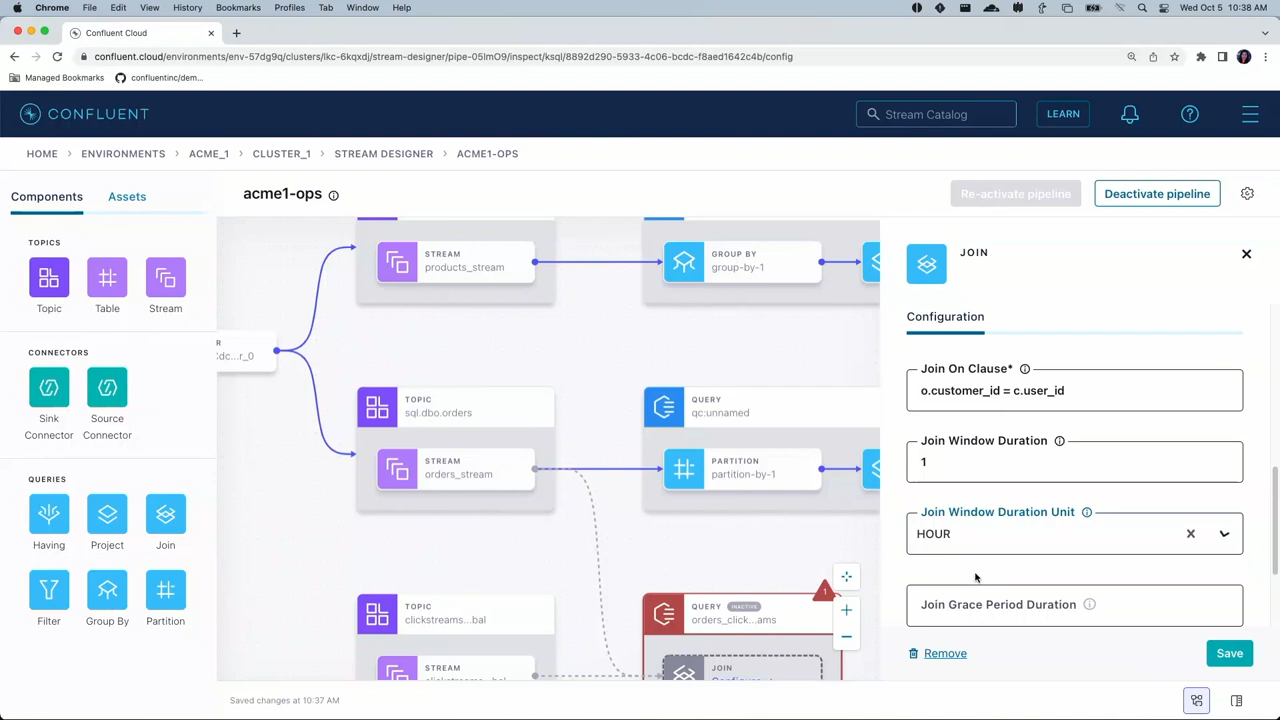 Chrome File Edit View History Bookmarks Profiles Tab Window Help
Wed Oct 5 10:38 AM
Confluent Cloud
confluent.cloud/environments/env-57dg9q/clusters/lkc-6kqxdj/stream-designer/pipe-05lmO9/inspect/ksql/8892d290-5933-4c06-bcdc-f8aed1642c4b/config
Managed Bookmarks
confluentinc/dem...
CONFLUENT
Stream Catalog
LEARN
HOME > ENVIRONMENTS > ACME_1 > CLUSTER_1 > STREAM DESIGNER > ACME1-OPS
Components
Assets
acme1-ops
Re-activate pipeline
Deactivate pipeline
TOPICS
Topic
Table
Stream
CONNECTORS
Sink Connector
Source Connector
QUERIES
Having
Project
Join
Filter
Group By
Partition
R
Cdc...r_0
STREAM
products_stream
GROUP BY
group-by-1
TOPIC
sql.dbo.orders
QUERY
qc:unnamed
STREAM
orders_stream
PARTITION
partition-by-1
TOPIC
clickstreams...bal
QUERY INACTIVE
orders_click...ams
1
STREAM
JOIN
JOIN
Configuration
Join On Clause*
o.customer_id = c.user_id
Join Window Duration
1
Join Window Duration Unit
HOUR
Join Grace Period Duration
Remove
Save
Saved changes at 10:37 AM